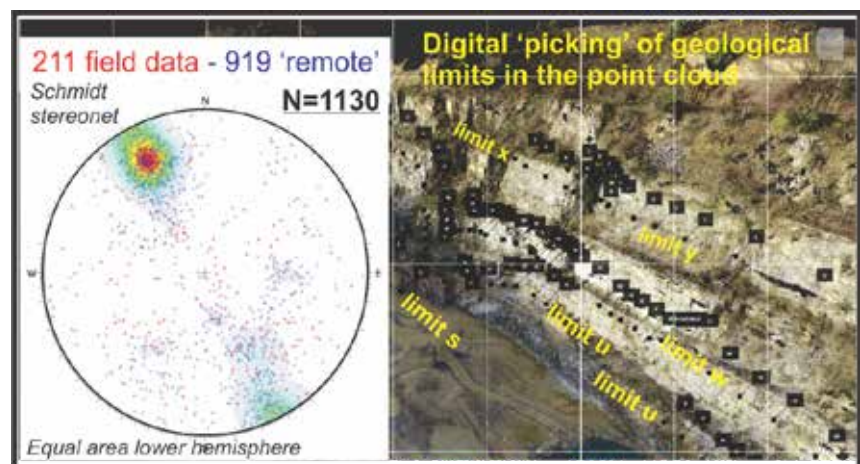 211 field data - 919 'remote'
Schmidt
stereonet
N=1130
N
W
E
Equal area lower hemisphere
Digital 'picking' of geological
limits in the point cloud
limit x
limit y
limit s
limit u
limit w
limit u